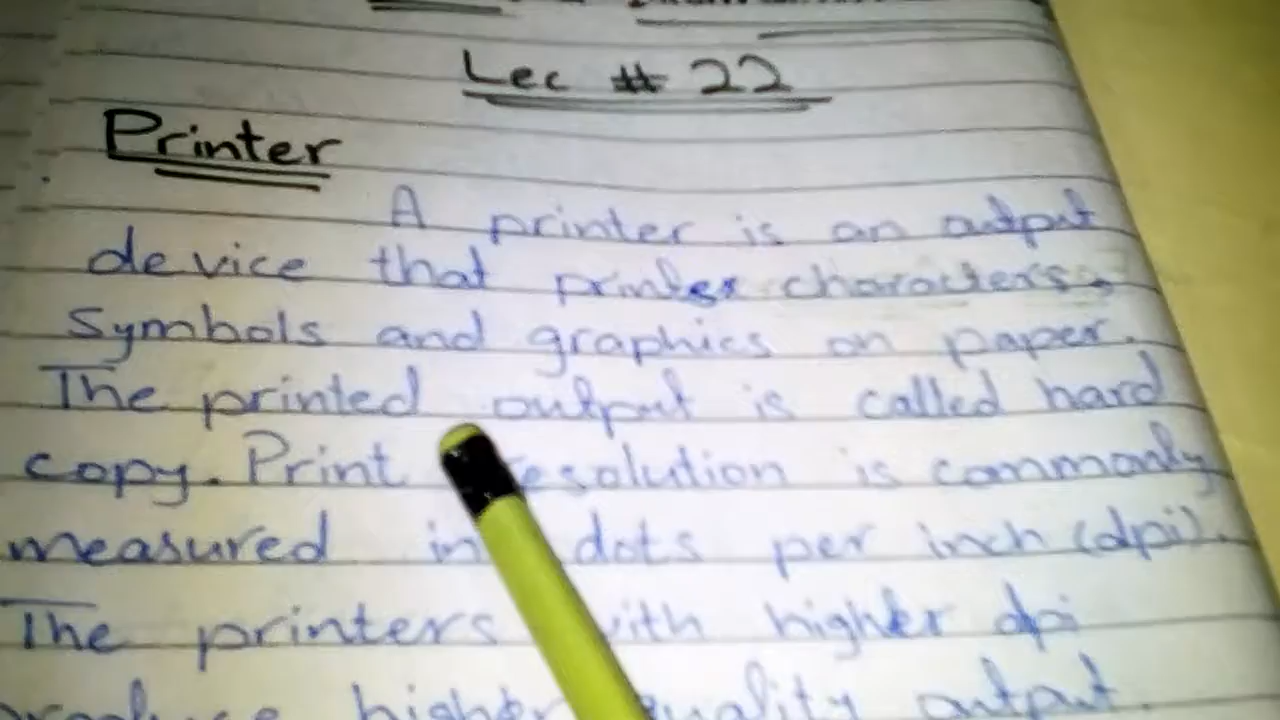 Lec # 22
Printer
A printer is an output
device that printes characters,
Symbols and graphics on paper.
The printed output is called hard
copy. Print resolution is commonly
measured in dots per inch (dpi).
The printers with higher dpi
produce higher quality output.